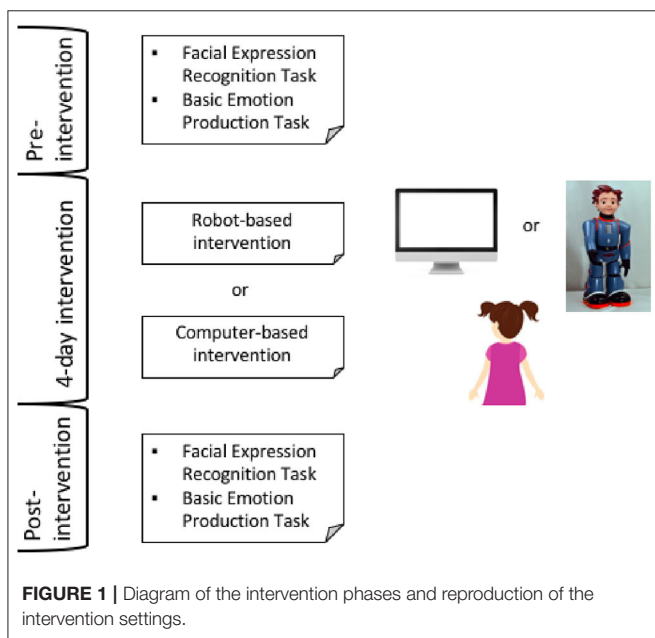 Pre-
intervention
▪ Facial Expression
Recognition Task
▪ Basic Emotion
Production Task
4-day intervention
Robot-based
intervention
or
Computer-based
intervention
or
Post-
intervention
▪ Facial Expression
Recognition Task
▪ Basic Emotion
Production Task
FIGURE 1 | Diagram of the intervention phases and reproduction of the
intervention settings.